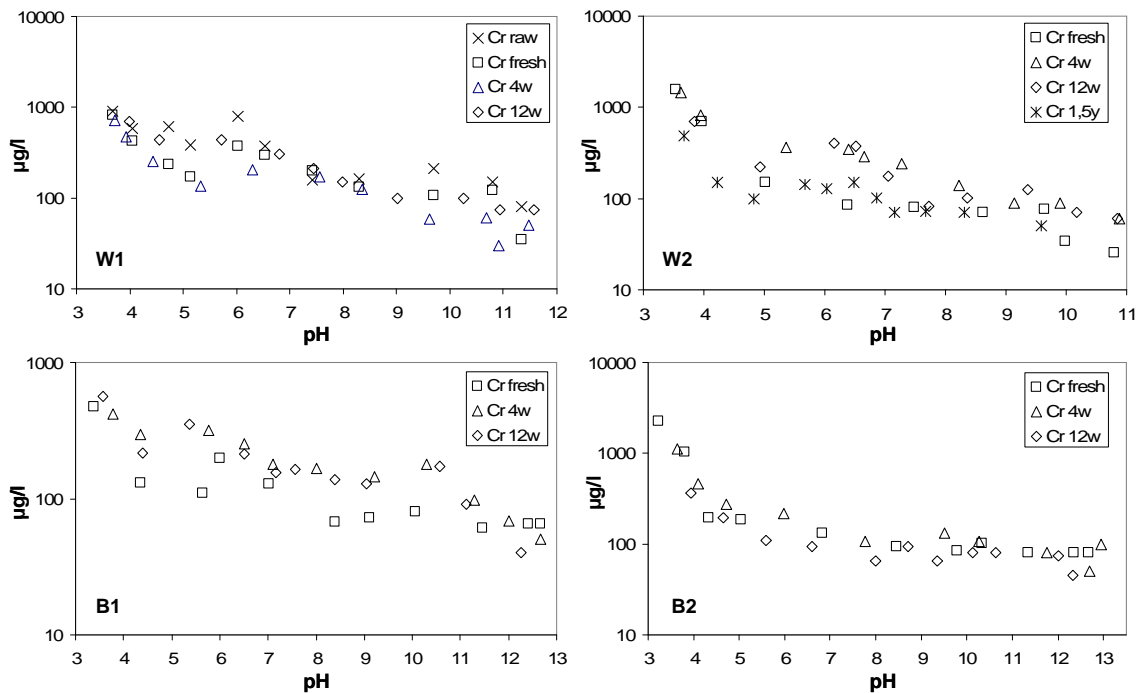 10000
1000
100
10
µg/l
3 4 5 6 7 8 9 10 11 12
pH
W1
Cr raw
Cr fresh
Cr 4w
Cr 12w
10000
1000
100
10
µg/l
3 4 5 6 7 8 9 10 11
pH
W2
Cr fresh
Cr 4w
Cr 12w
Cr 1,5y
1000
100
10
µg/l
3 4 5 6 7 8 9 10 11 12 13
pH
B1
Cr fresh
Cr 4w
Cr 12w
10000
1000
100
10
µg/l
3 4 5 6 7 8 9 10 11 12 13
pH
B2
Cr fresh
Cr 4w
Cr 12w